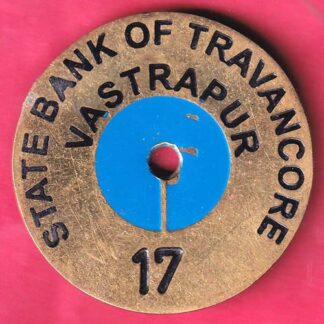 STATE BANK OF TRAVANCORE
VASTRAPUR
17